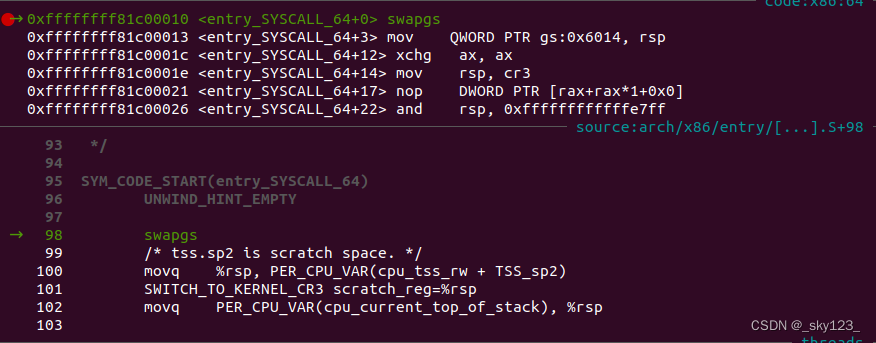 code:x86:64
→ 0xffffffff81c00010 <entry_SYSCALL_64+0> swapgs
0xffffffff81c00013 <entry_SYSCALL_64+3> mov    QWORD PTR gs:0x6014, rsp
0xffffffff81c0001c <entry_SYSCALL_64+12> xchg   ax, ax
0xffffffff81c0001e <entry_SYSCALL_64+14> mov    rsp, cr3
0xffffffff81c00021 <entry_SYSCALL_64+17> nop    DWORD PTR [rax+rax*1+0x0]
0xffffffff81c00026 <entry_SYSCALL_64+22> and    rsp, 0xffffffffffffe7ff
source:arch/x86/entry/[...].S+98
93   */
94
95  SYM_CODE_START(entry_SYSCALL_64)
96         UNWIND_HINT_EMPTY
97
→ 98         swapgs
99         /* tss.sp2 is scratch space. */
100         movq    %rsp, PER_CPU_VAR(cpu_tss_rw + TSS_sp2)
101         SWITCH_TO_KERNEL_CR3 scratch_reg=%rsp
102         movq    PER_CPU_VAR(cpu_current_top_of_stack), %rsp
103
CSDN @_sky123_
threads